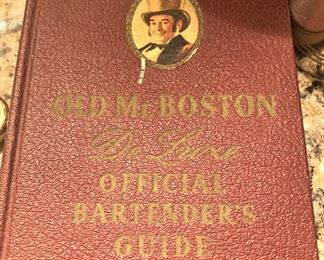 OLD Mr. BOSTON
De Luxe
OFFICIAL
BARTENDER'S
GUIDE